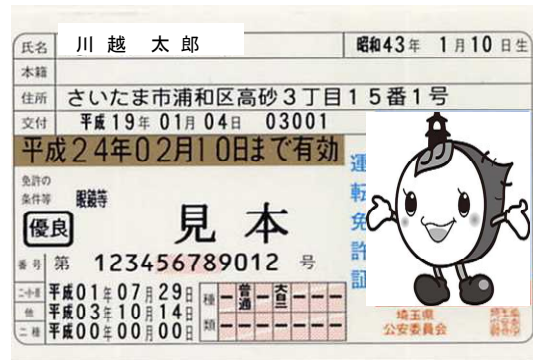 氏名 川越 太郎 昭和43年 1月10日生
本籍
住所 さいたま市浦和区高砂3丁目15番1号
交付 平成19年01月04日 03001
平成24年02月10日まで有効
免許の
条件等 眼鏡等
見本
優良
番号 第 123456789012 号
二・小・原 平成01年07月29日
他 平成03年10月14日
二種 平成00年00月00日
種類 普通 大自二
運転免許証
埼玉県
公安委員会